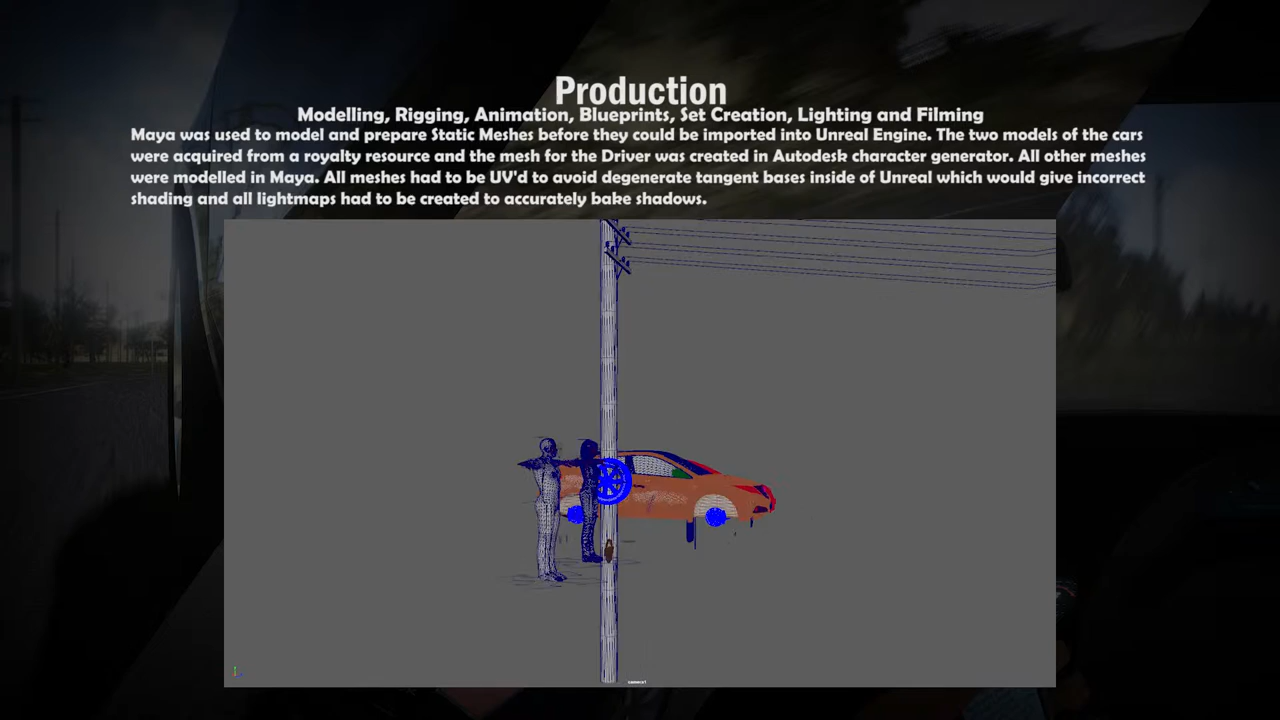 Production
Modelling, Rigging, Animation, Blueprints, Set Creation, Lighting and Filming
Maya was used to model and prepare Static Meshes before they could be imported into Unreal Engine. The two models of the cars
were acquired from a royalty resource and the mesh for the Driver was created in Autodesk character generator. All other meshes
were modelled in Maya. All meshes had to be UV'd to avoid degenerate tangent bases inside of Unreal which would give incorrect
shading and all lightmaps had to be created to accurately bake shadows.
camera1